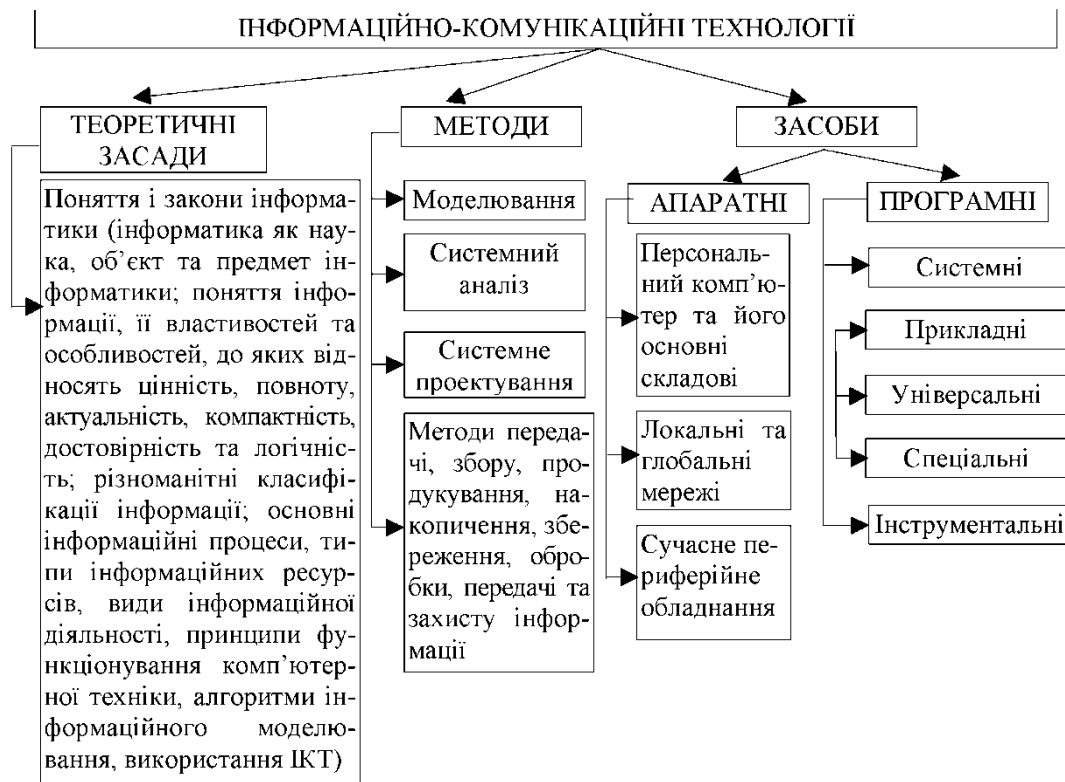 ІНФОРМАЦІЙНО-КОМУНІКАЦІЙНІ ТЕХНОЛОГІЇ
ТЕОРЕТИЧНІ
ЗАСАДИ
Поняття і закони інформа-
тики (інформатика як нау-
ка, об’єкт та предмет ін-
форматики; поняття інфо-
рмації, її властивостей та
особливостей, до яких від-
носять цінність, повноту,
актуальність, компактність,
достовірність та логічніс-
ть; різноманітні класифі-
кації інформації; основні
інформаційні процеси, ти-
пи інформаційних ресур-
сів, види інформаційної
діяльності, принципи фу-
нкціонування комп’ютер-
ної техніки, алгоритми ін-
формаційного моделю-
вання, використання ІКТ)
МЕТОДИ
Моделювання
Системний
аналіз
Системне
проектування
Методи переда-
чі, збору, про-
дукування, на-
копичення, збе-
реження, обро-
бки, передачі та
захисту інфор-
мації
ЗАСОБИ
АПАРАТНІ
Персональ-
ний комп’ю-
тер та його
основні
складові
Локальні та
глобальні
мережі
Сучасне пе-
риферійне
обладнання
ПРОГРАМНІ
Системні
Прикладні
Універсальні
Спеціальні
Інструментальні